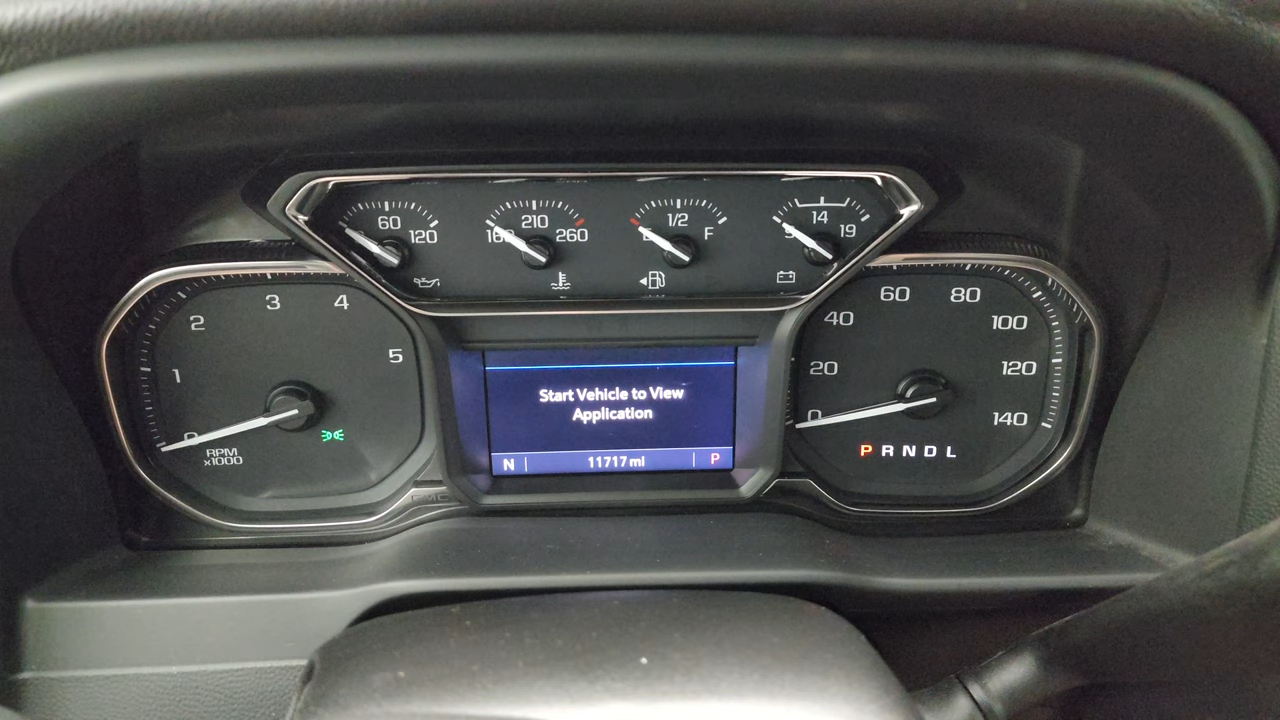 60
120
210
260
1/2
F
14
19
1
2
3
4
5
RPM
x1000
Start Vehicle to View
Application
N
11717 mi
P
0
20
40
60
80
100
120
140
P R N D L
GMC